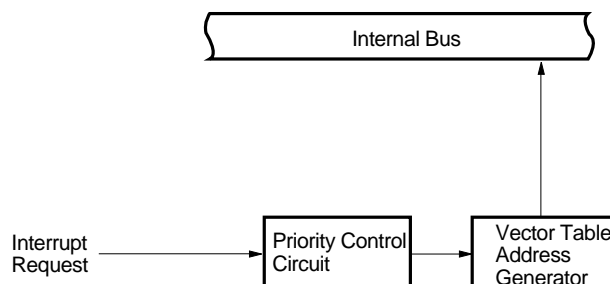 Internal Bus
Interrupt
Request
Priority Control
Circuit
Vector Table
Address
Generator